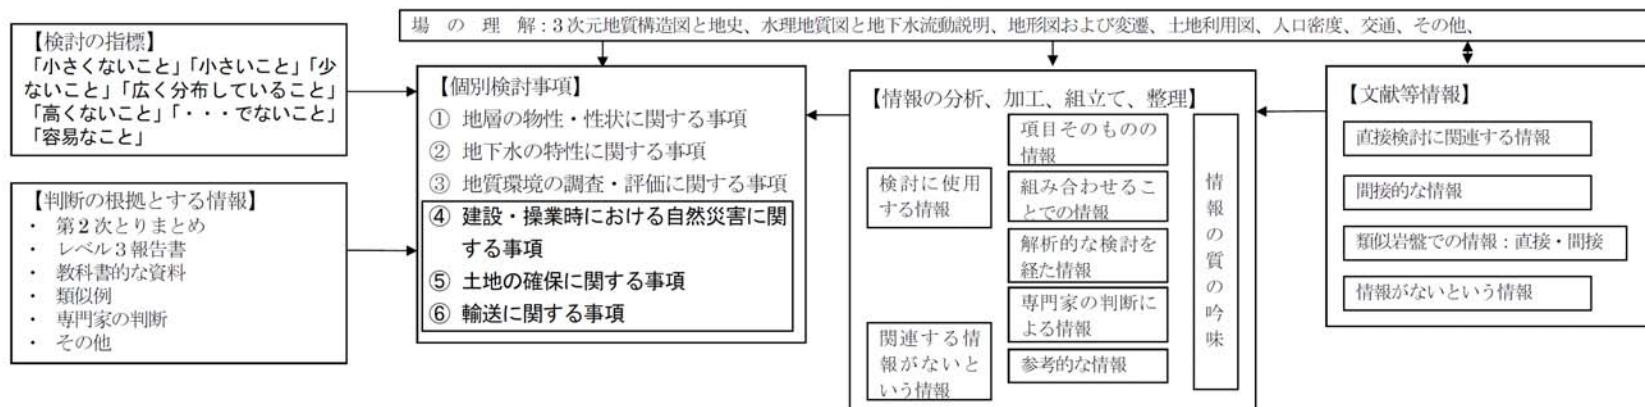 場 の 理 解：3次元地質構造図と地史、水理地質図と地下水流動説明、地形図および変遷、土地利用図、人口密度、交通、その他、
【検討の指標】
「小さくないこと」「小さいこと」「少
ないこと」「広く分布していること」
「高くないこと」「・・・でないこと」
「容易なこと」
【判断の根拠とする情報】
・ 第2次とりまとめ
・ レベル3報告書
・ 教科書的な資料
・ 類似例
・ 専門家の判断
・ その他
【個別検討事項】
① 地層の物性・性状に関する事項
② 地下水の特性に関する事項
③ 地質環境の調査・評価に関する事項
④ 建設・操業時における自然災害に関
する事項
⑤ 土地の確保に関する事項
⑥ 輸送に関する事項
【情報の分析、加工、組立て、整理】
検討に使用
する情報
関連する情
報がないと
いう情報
項目そのものの
情報
組み合わせるこ
とでの情報
解析的な検討を
経た情報
専門家の判断に
よる情報
参考的な情報
情報の質の吟味
【文献等情報】
直接検討に関連する情報
間接的な情報
類似岩盤での情報：直接・間接
情報がないという情報